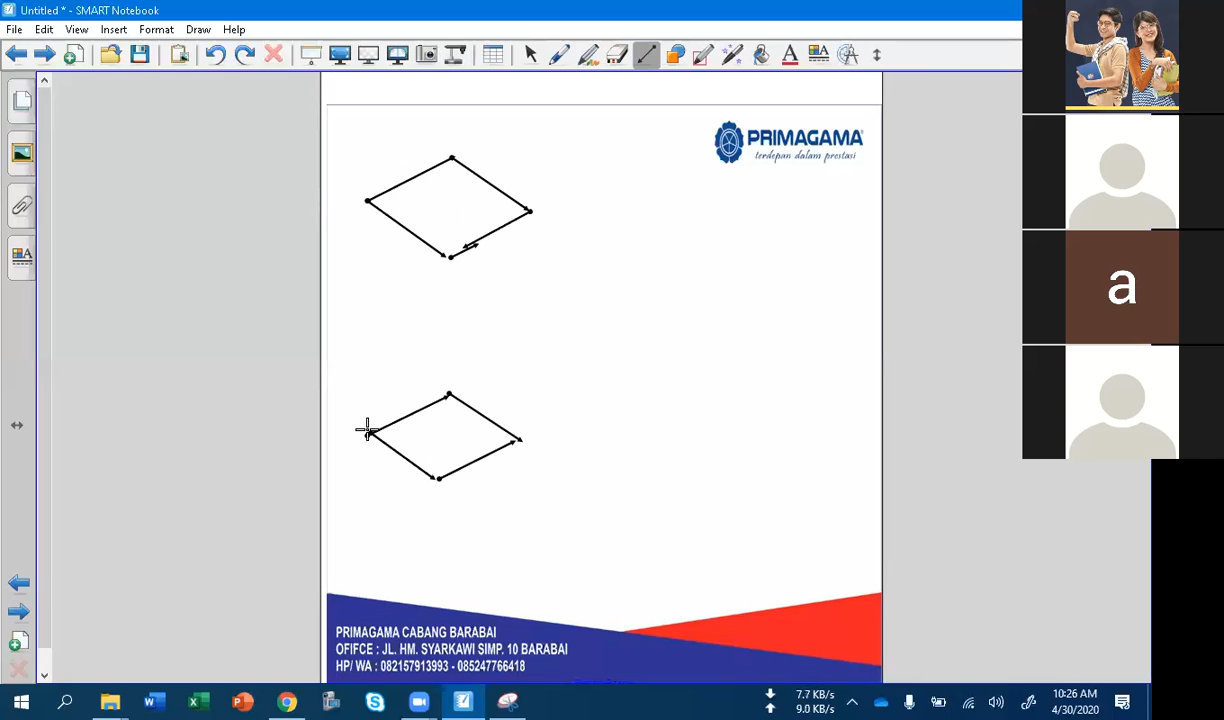 Untitled * - SMART Notebook
File Edit View Insert Format Draw Help
PRIMAGAMA
terdepan dalam prestasi
a
PRIMAGAMA CABANG BARABAI
OFIFCE : JL. HM. SYARKAWI SIMP. 10 BARABAI
HP/ WA : 082157913993 - 085247766418
7.7 KB/s
9.0 KB/s
10:26 AM
4/30/2020